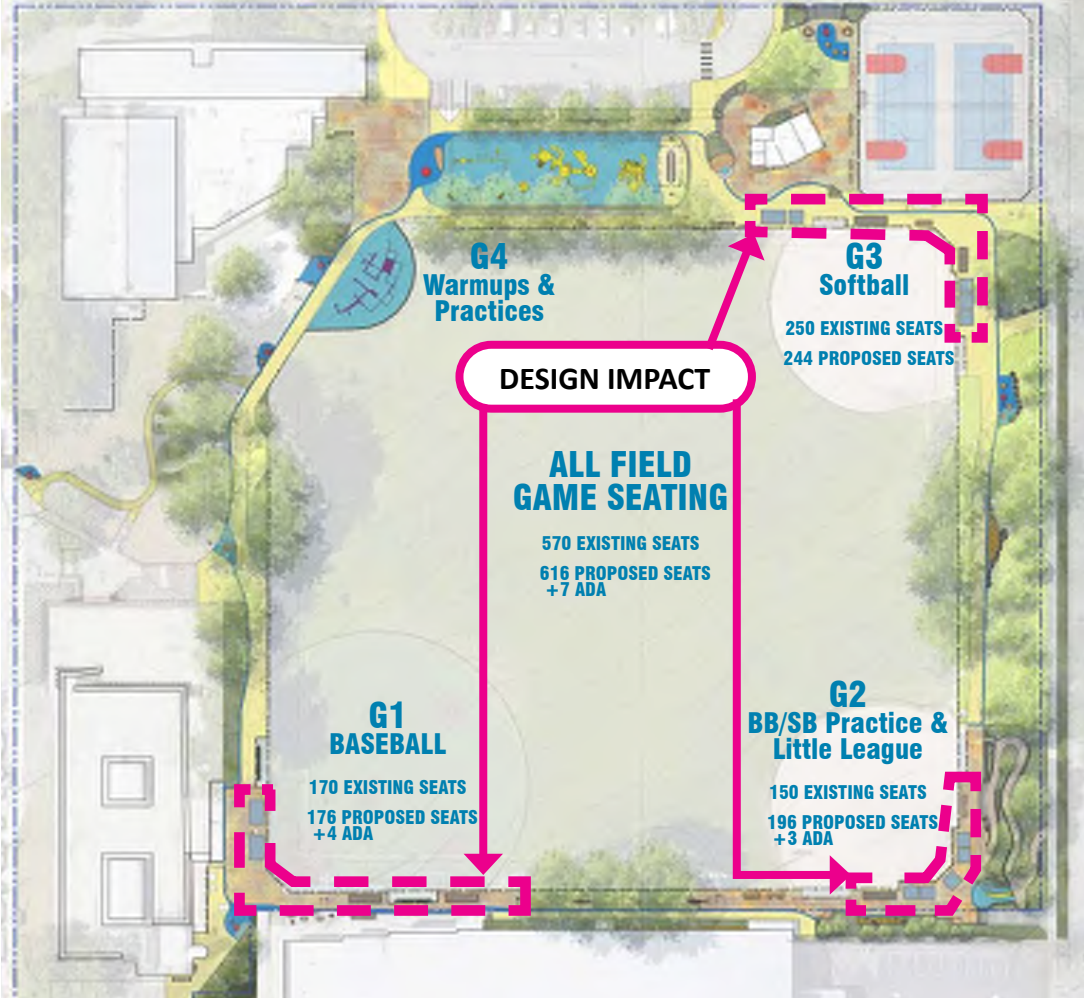 G4
Warmups &
Practices
G3
Softball
250 EXISTING SEATS
244 PROPOSED SEATS
DESIGN IMPACT
ALL FIELD
GAME SEATING
570 EXISTING SEATS
616 PROPOSED SEATS
+7 ADA
G1
BASEBALL
170 EXISTING SEATS
176 PROPOSED SEATS
+4 ADA
G2
BB/SB Practice &
Little League
150 EXISTING SEATS
196 PROPOSED SEATS
+3 ADA